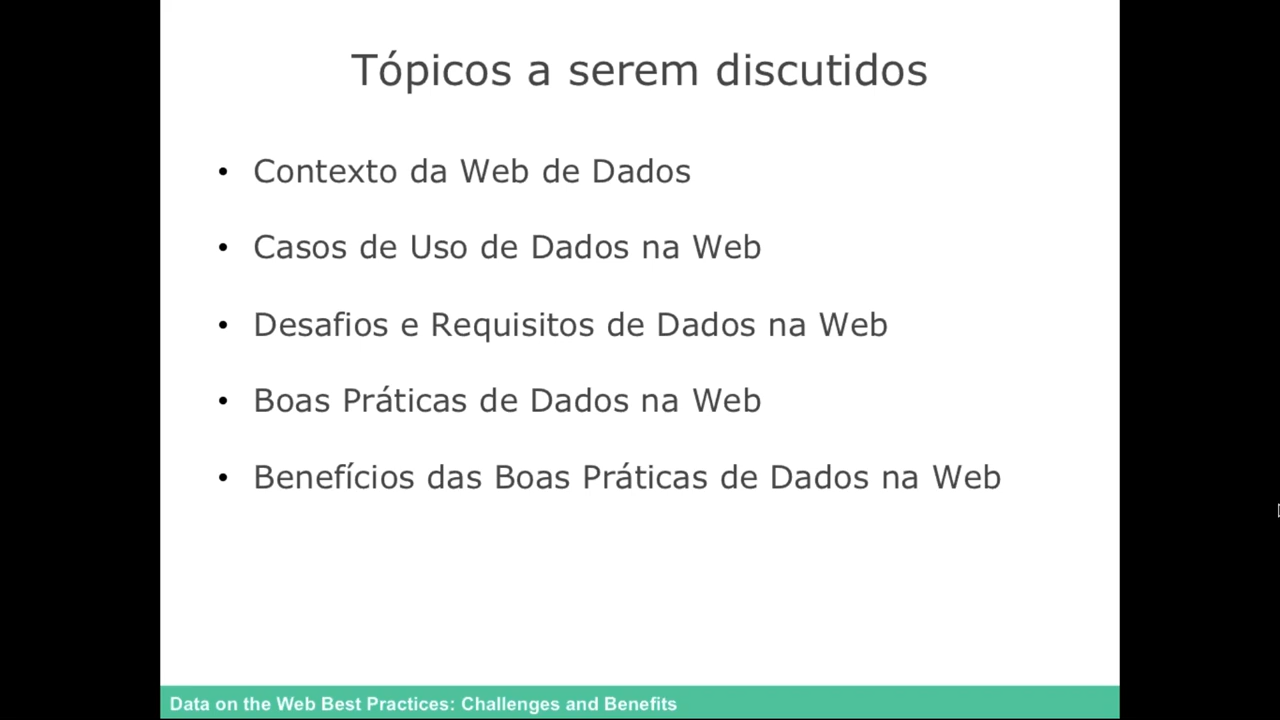 Tópicos a serem discutidos
• Contexto da Web de Dados
• Casos de Uso de Dados na Web
• Desafios e Requisitos de Dados na Web
• Boas Práticas de Dados na Web
• Benefícios das Boas Práticas de Dados na Web
Data on the Web Best Practices: Challenges and Benefits